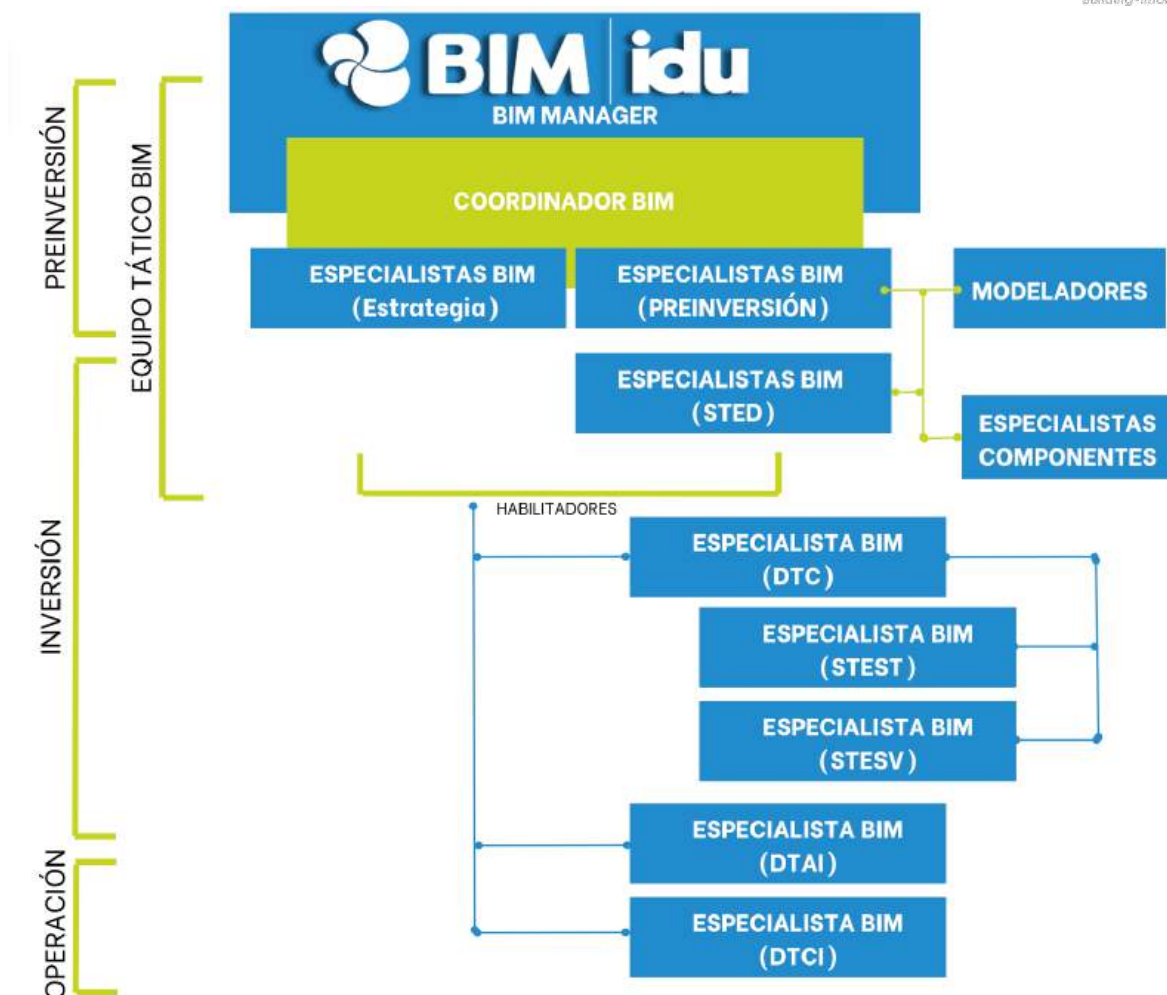 BIM idu
BIM MANAGER
COORDINADOR BIM
ESPECIALISTAS BIM
(Estrategia)
ESPECIALISTAS BIM
(PREINVERSIÓN)
MODELADORES
ESPECIALISTAS BIM
(STED)
ESPECIALISTAS
COMPONENTES
HABILITADORES
ESPECIALISTA BIM
(DTC)
ESPECIALISTA BIM
(STEST)
ESPECIALISTA BIM
(STESV)
ESPECIALISTA BIM
(DTAI)
ESPECIALISTA BIM
(DTCI)
PREINVERSIÓN
EQUIPO TÁTICO BIM
INVERSIÓN
OPERACIÓN